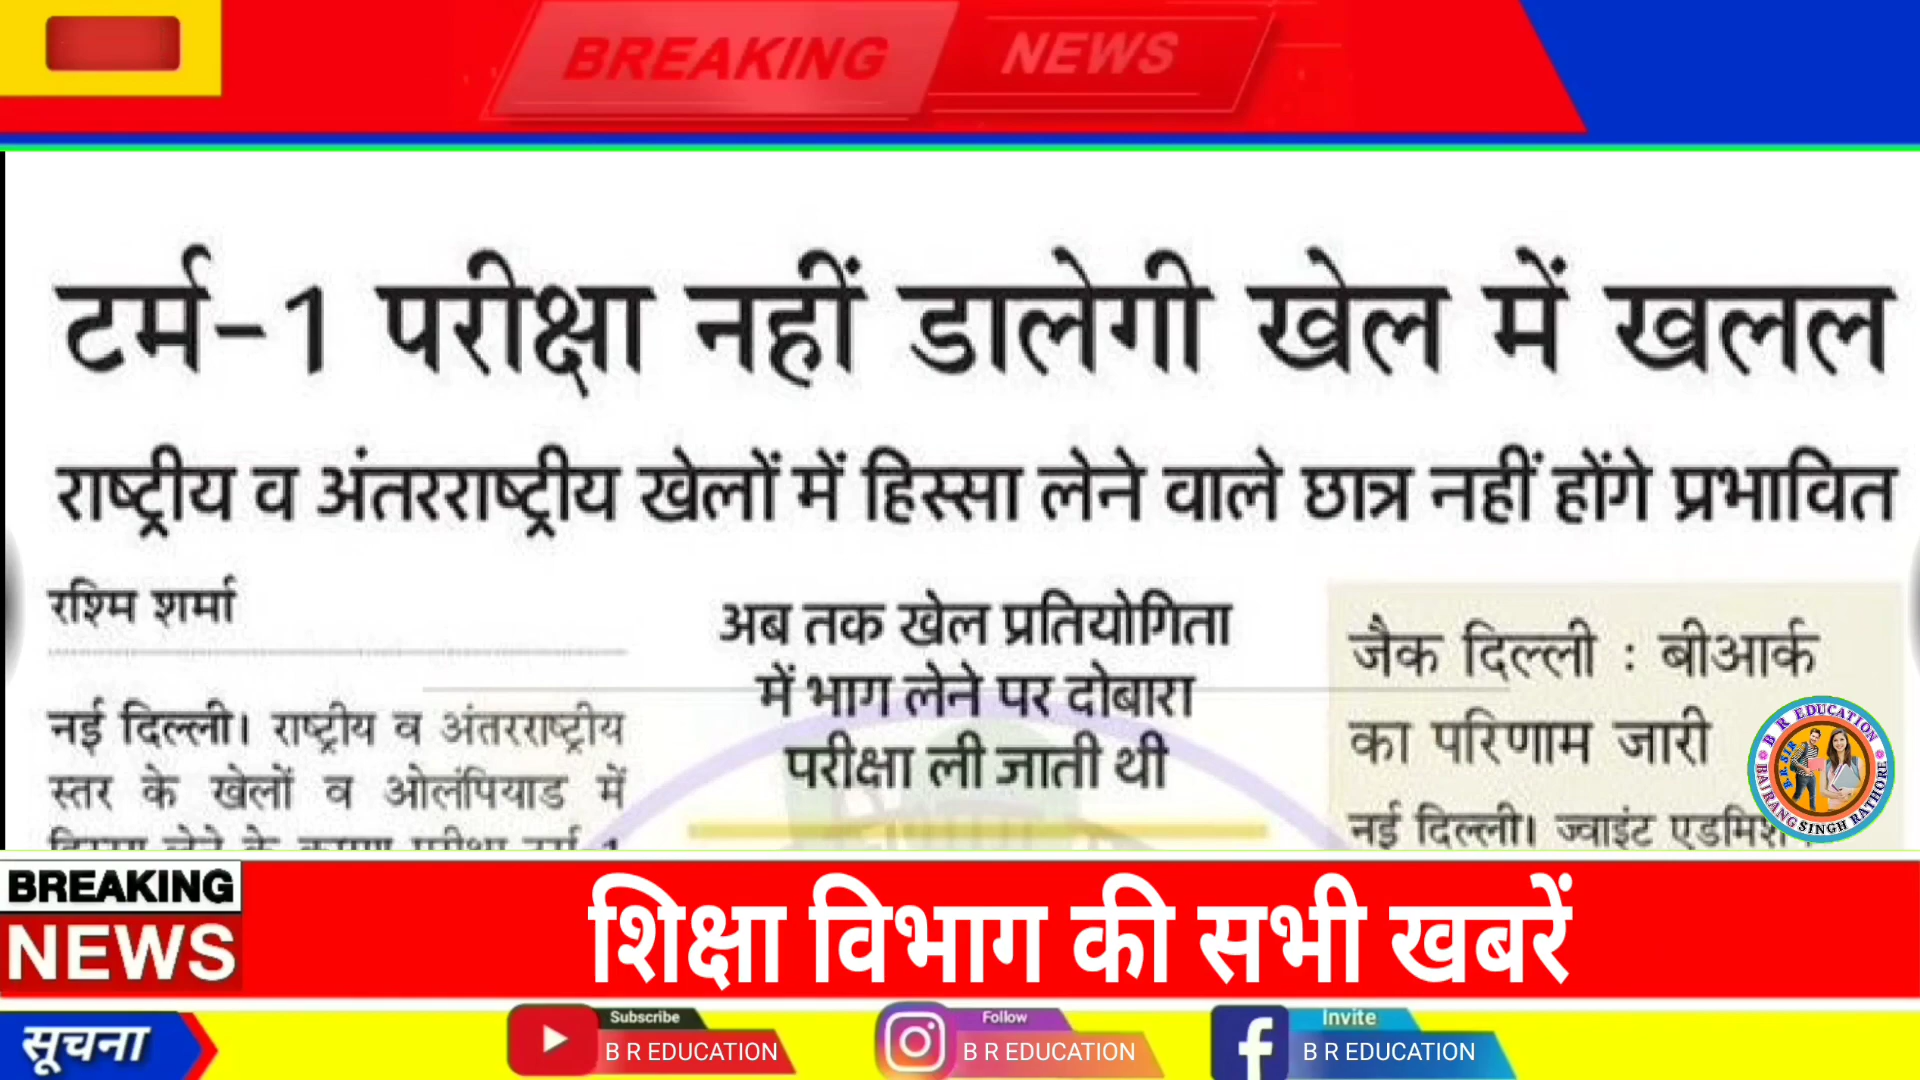 BREAKING NEWS
टर्म-1 परीक्षा नहीं डालेगी खेल में खलल
राष्ट्रीय व अंतरराष्ट्रीय खेलों में हिस्सा लेने वाले छात्र नहीं होंगे प्रभावित
रश्मि शर्मा
नई दिल्ली। राष्ट्रीय व अंतरराष्ट्रीय
स्तर के खेलों व ओलंपियाड में
अब तक खेल प्रतियोगिता
में भाग लेने पर दोबारा
परीक्षा ली जाती थी
जैक दिल्ली : बीआर्क
का परिणाम जारी
नई दिल्ली। ज्वाइंट
B R EDUCATION
BAJRANG SINGH RATHORE
BREAKING
NEWS
शिक्षा विभाग की सभी खबरें
सूचना
Subscribe
B R EDUCATION
Follow
B R EDUCATION
Invite
B R EDUCATION